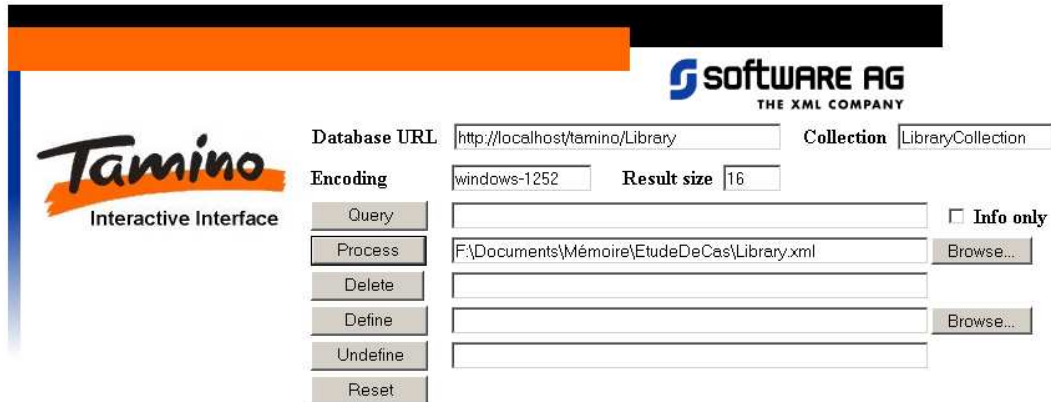 SOFTWARE AG
THE XML COMPANY
Tamino
Interactive Interface
Database URL http://localhost/tamino/Library Collection LibraryCollection
Encoding windows-1252 Result size 16
Query Info only
Process F:\Documents\Mémoire\EtudeDeCas\Library.xml Browse...
Delete
Define Browse...
Undefine
Reset